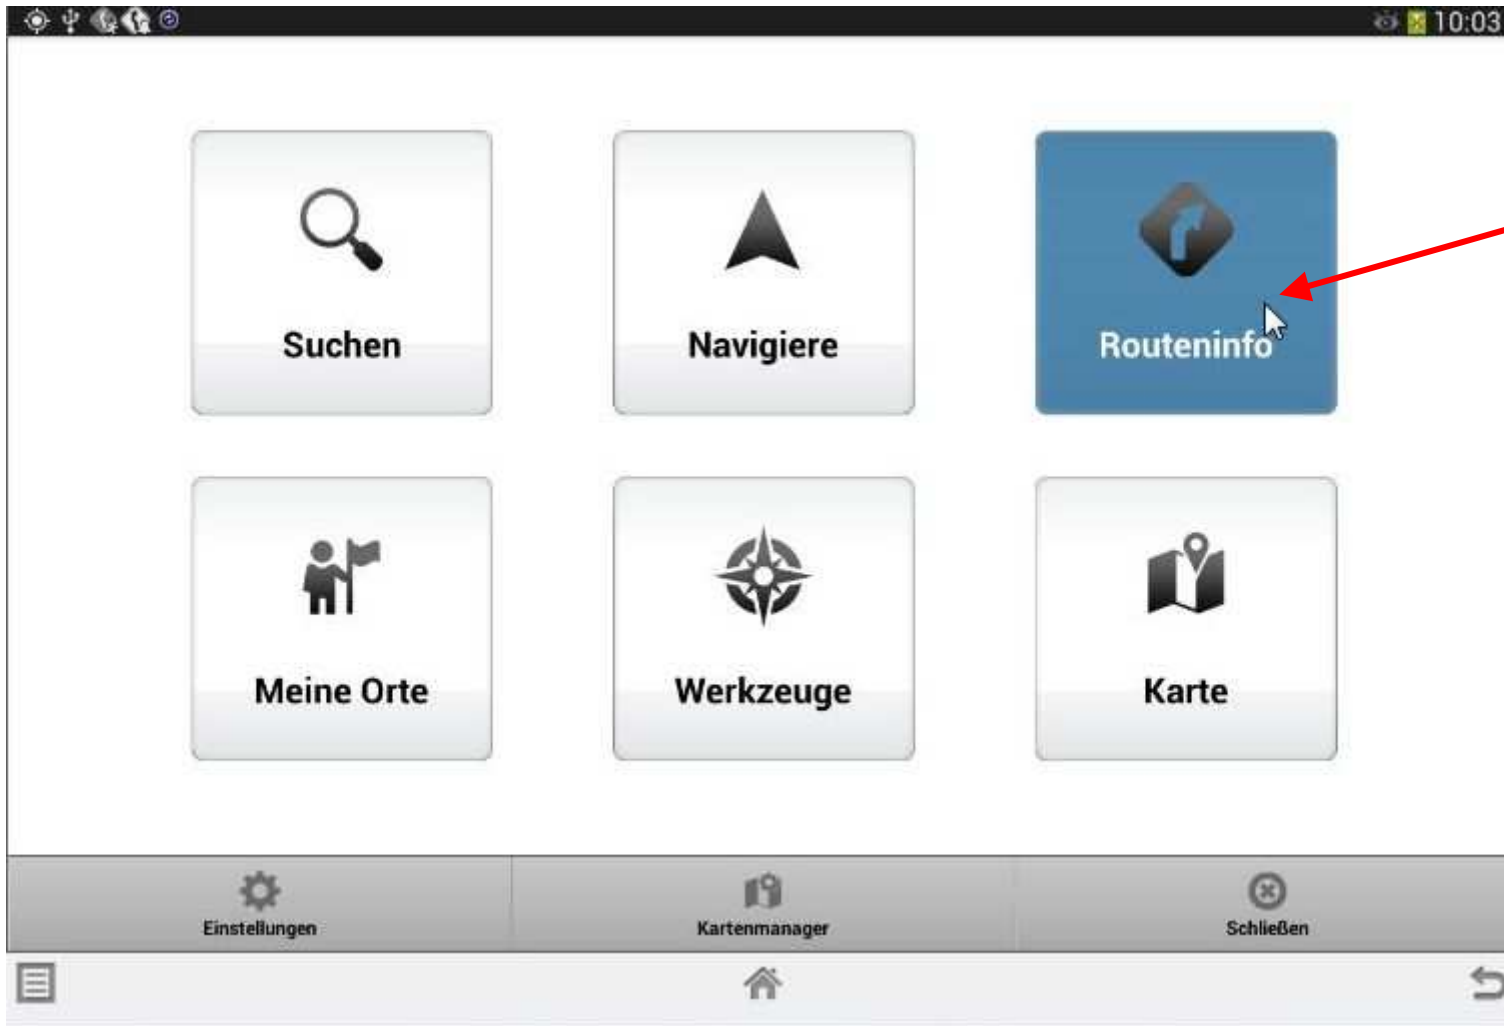 10:03
Suchen
Navigiere
Routeninfo
Meine Orte
Werkzeuge
Karte
Einstellungen
Kartenmanager
Schließen